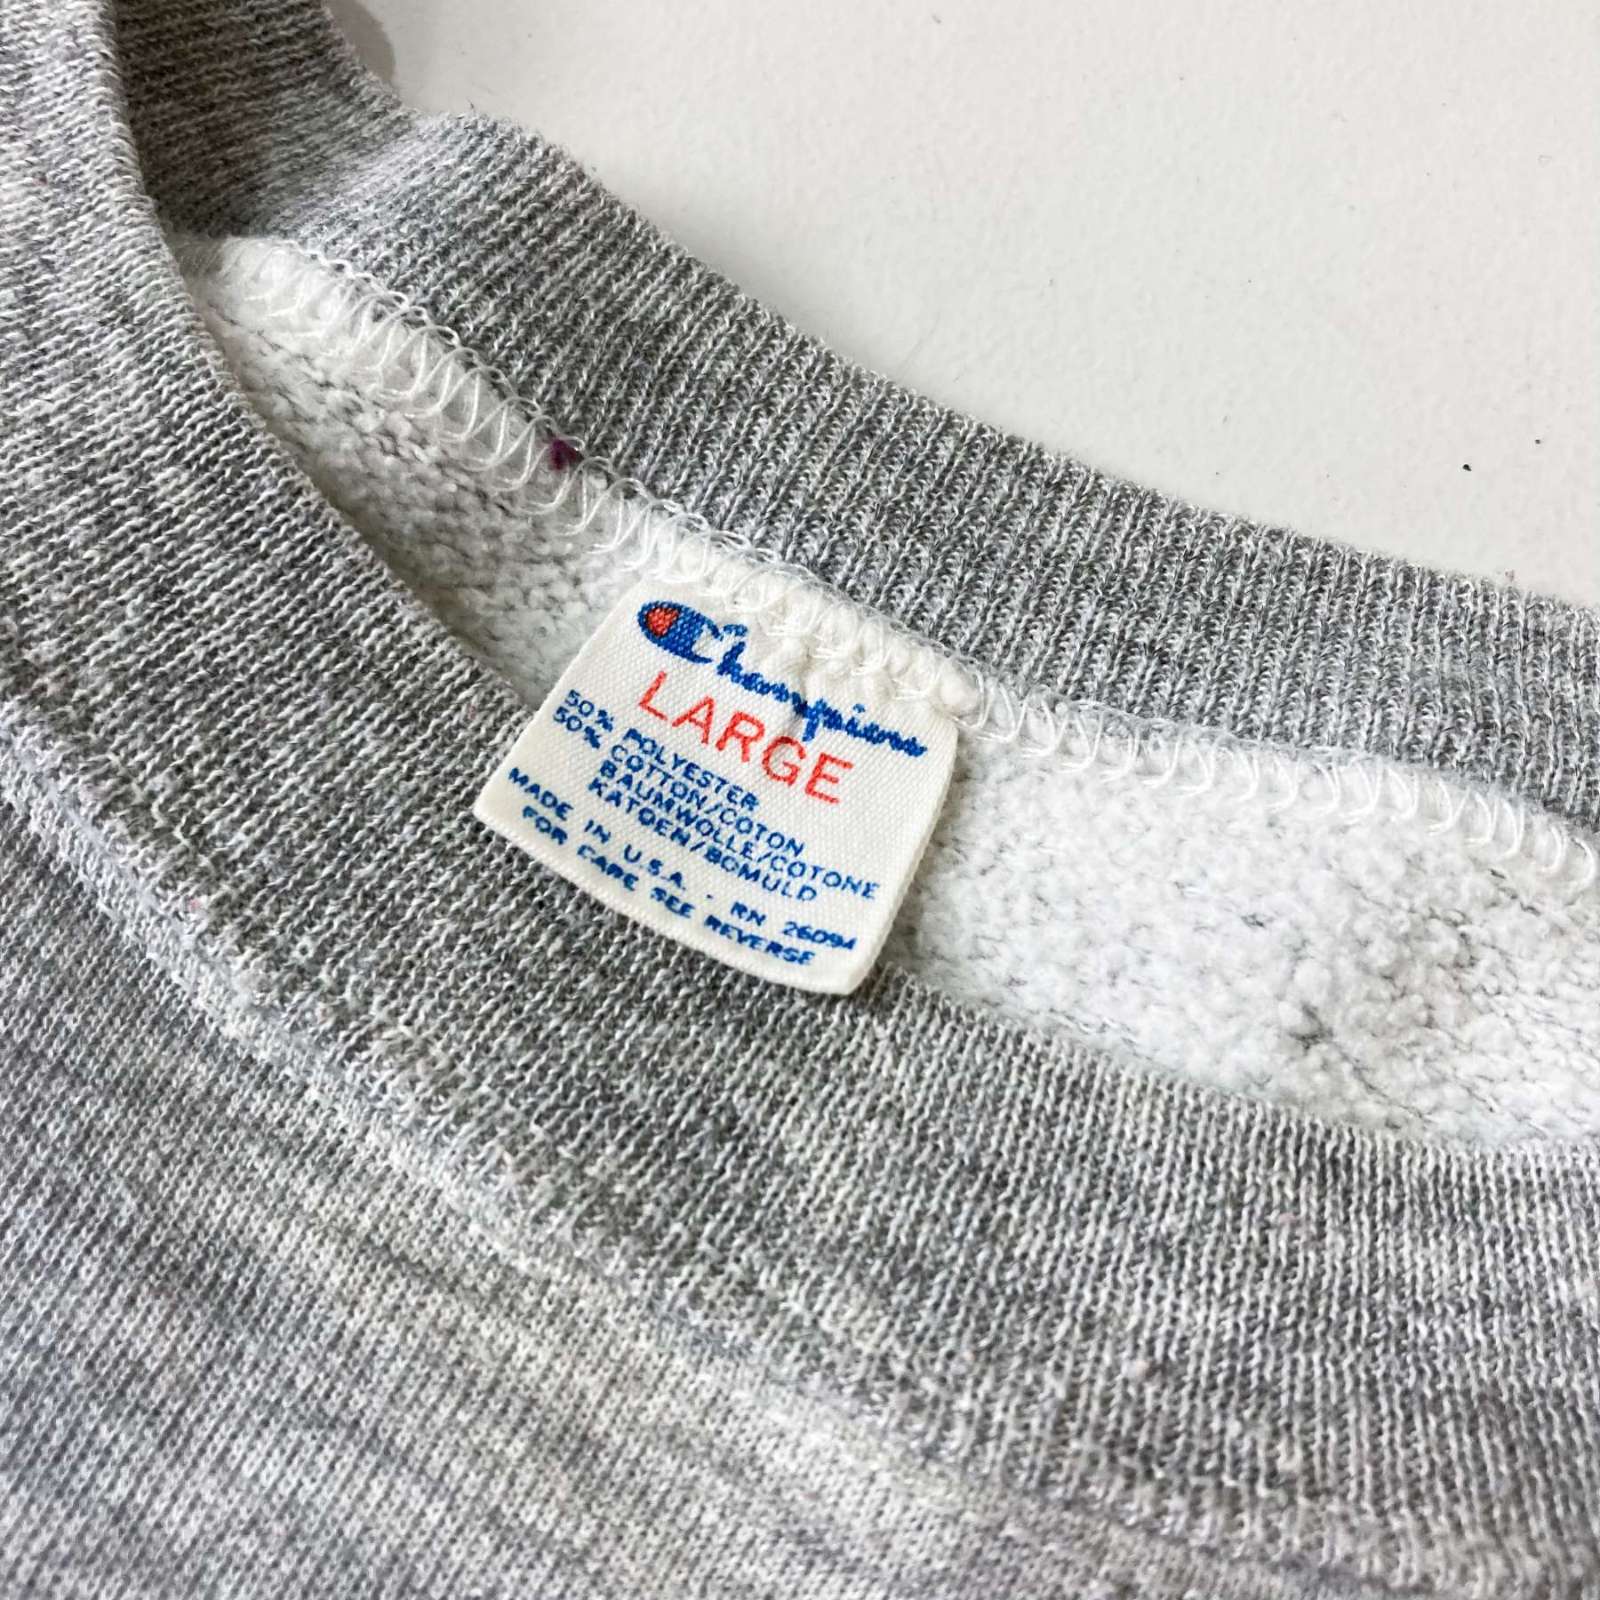 Champion
LARGE
50% POLYESTER
50% COTTON/COTON
BAUMWOLLE/COTONE
KATOEN/BOMULD
MADE IN U.S.A. · RN 26094
FOR CARE SEE REVERSE